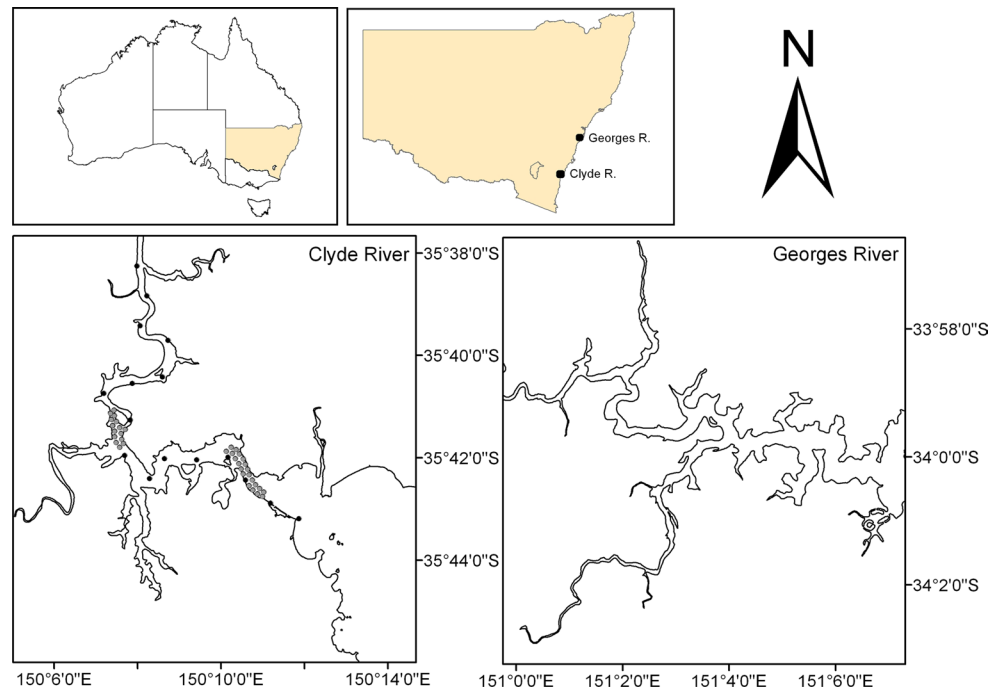 N
Georges R.
Clyde R.
Clyde River
35°38'0"S
35°40'0"S
35°42'0"S
35°44'0"S
150°6'0"E
150°10'0"E
150°14'0"E
Georges River
33°58'0"S
34°0'0"S
34°2'0"S
151°0'0"E
151°2'0"E
151°4'0"E
151°6'0"E